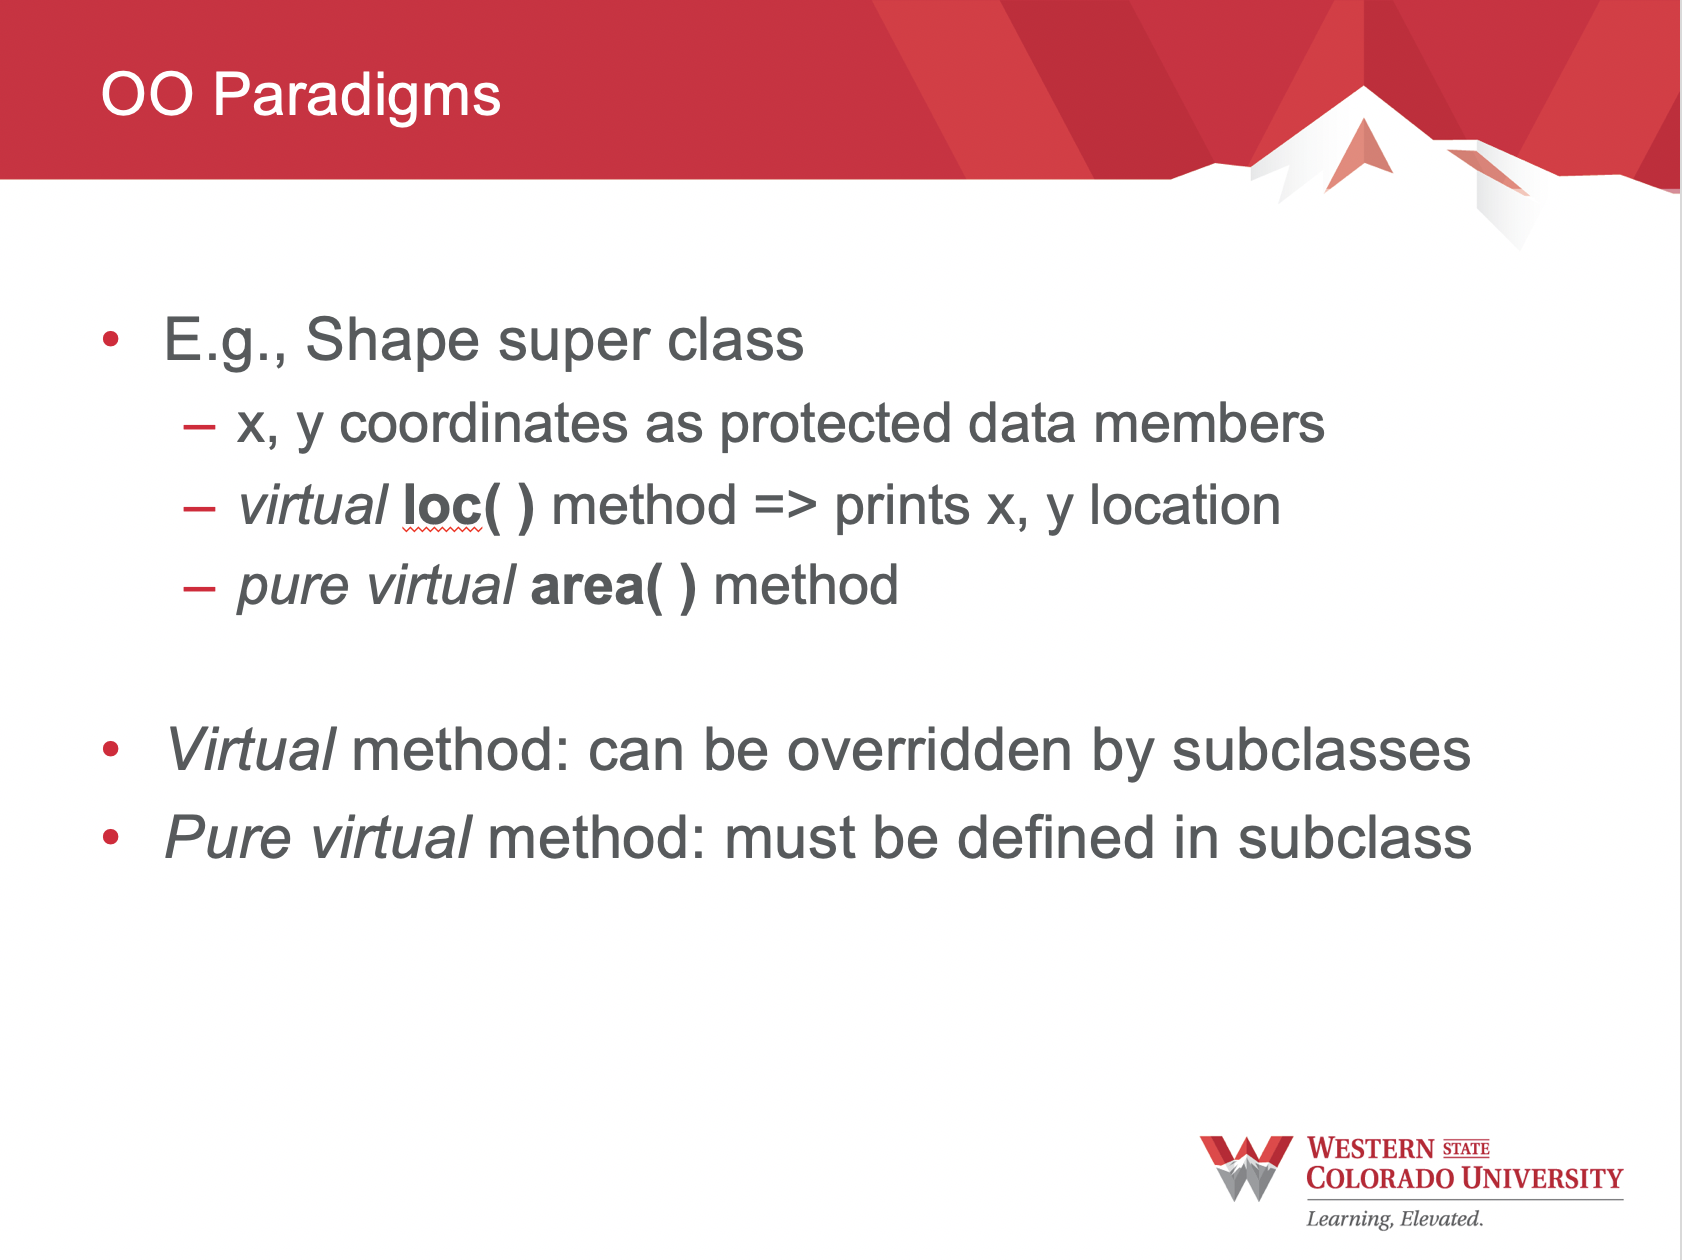 OO Paradigms
• E.g., Shape super class
– x, y coordinates as protected data members
– virtual loc( ) method => prints x, y location
– pure virtual area( ) method
• Virtual method: can be overridden by subclasses
• Pure virtual method: must be defined in subclass
WESTERN STATE
COLORADO UNIVERSITY
Learning, Elevated.